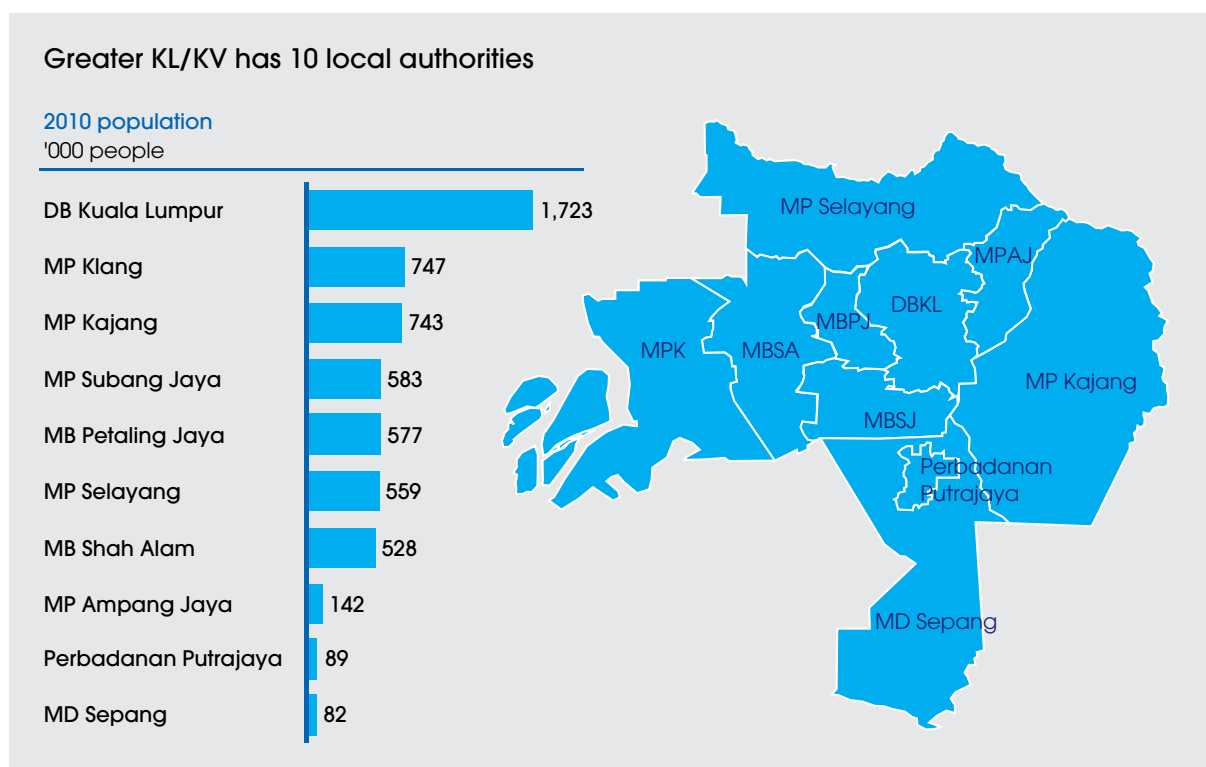 Greater KL/KV has 10 local authorities
2010 population
'000 people
DB Kuala Lumpur 1,723
MP Klang 747
MP Kajang 743
MP Subang Jaya 583
MB Petaling Jaya 577
MP Selayang 559
MB Shah Alam 528
MP Ampang Jaya 142
Perbadanan Putrajaya 89
MD Sepang 82
MP Selayang
MPAJ
DBKL
MBPJ
MPK
MBSA
MP Kajang
MBSJ
Perbadanan
Putrajaya
MD Sepang